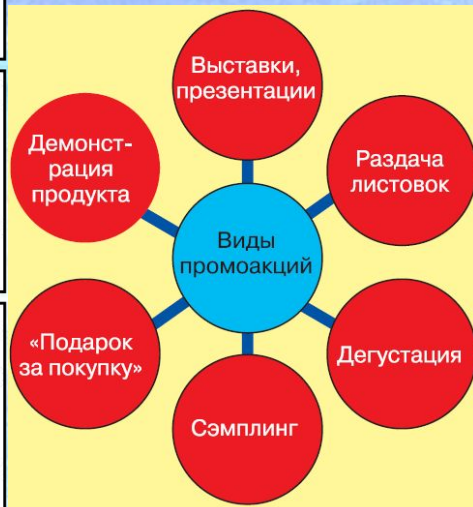 Выставки,
презентации
Демонст-
рация
продукта
Раздача
листовок
Виды
промоакций
«Подарок
за покупку»
Дегустация
Сэмплинг